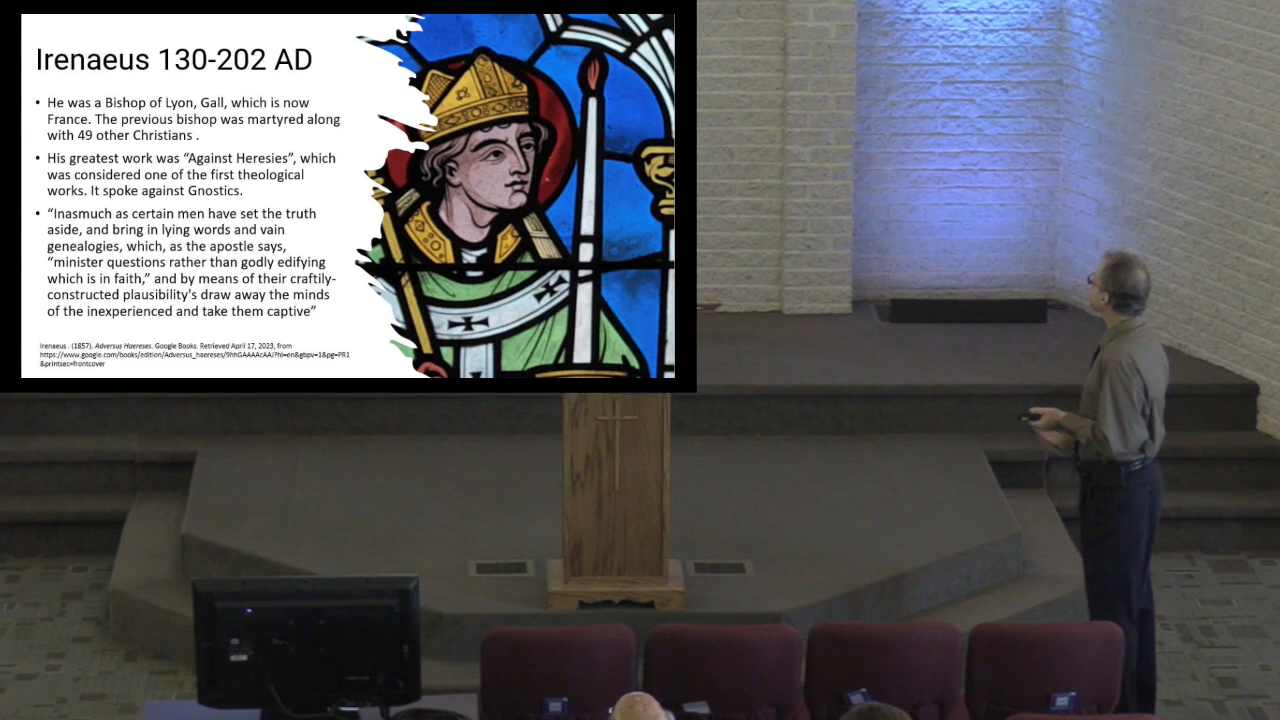 Irenaeus 130-202 AD
• He was a Bishop of Lyon, Gall, which is now
France. The previous bishop was martyred along
with 49 other Christians .
• His greatest work was “Against Heresies”, which
was considered one of the first theological
works. It spoke against Gnostics.
• “Inasmuch as certain men have set the truth
aside, and bring in lying words and vain
genealogies, which, as the apostle says,
“minister questions rather than godly edifying
which is in faith,” and by means of their craftily-
constructed plausibility's draw away the minds
of the inexperienced and take them captive”
Irenaeus . (1857). Adversus Haereses. Google Books. Retrieved April 17, 2023, from
https://www.google.com/books/edition/Adversus_haereses/9hhGAAAAcAAJ?hl=en&gbpv=1&pg=PR1
&printsec=frontcover